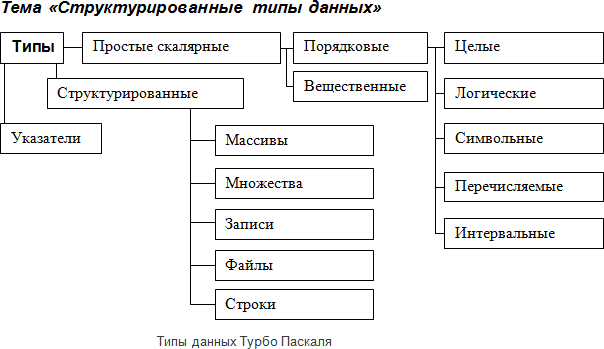 Тема «Структурированные типы данных»
Типы
Простые скалярные
Порядковые
Целые
Вещественные
Структурированные
Логические
Указатели
Массивы
Символьные
Множества
Перечисляемые
Записи
Интервальные
Файлы
Строки
Типы данных Турбо Паскаля